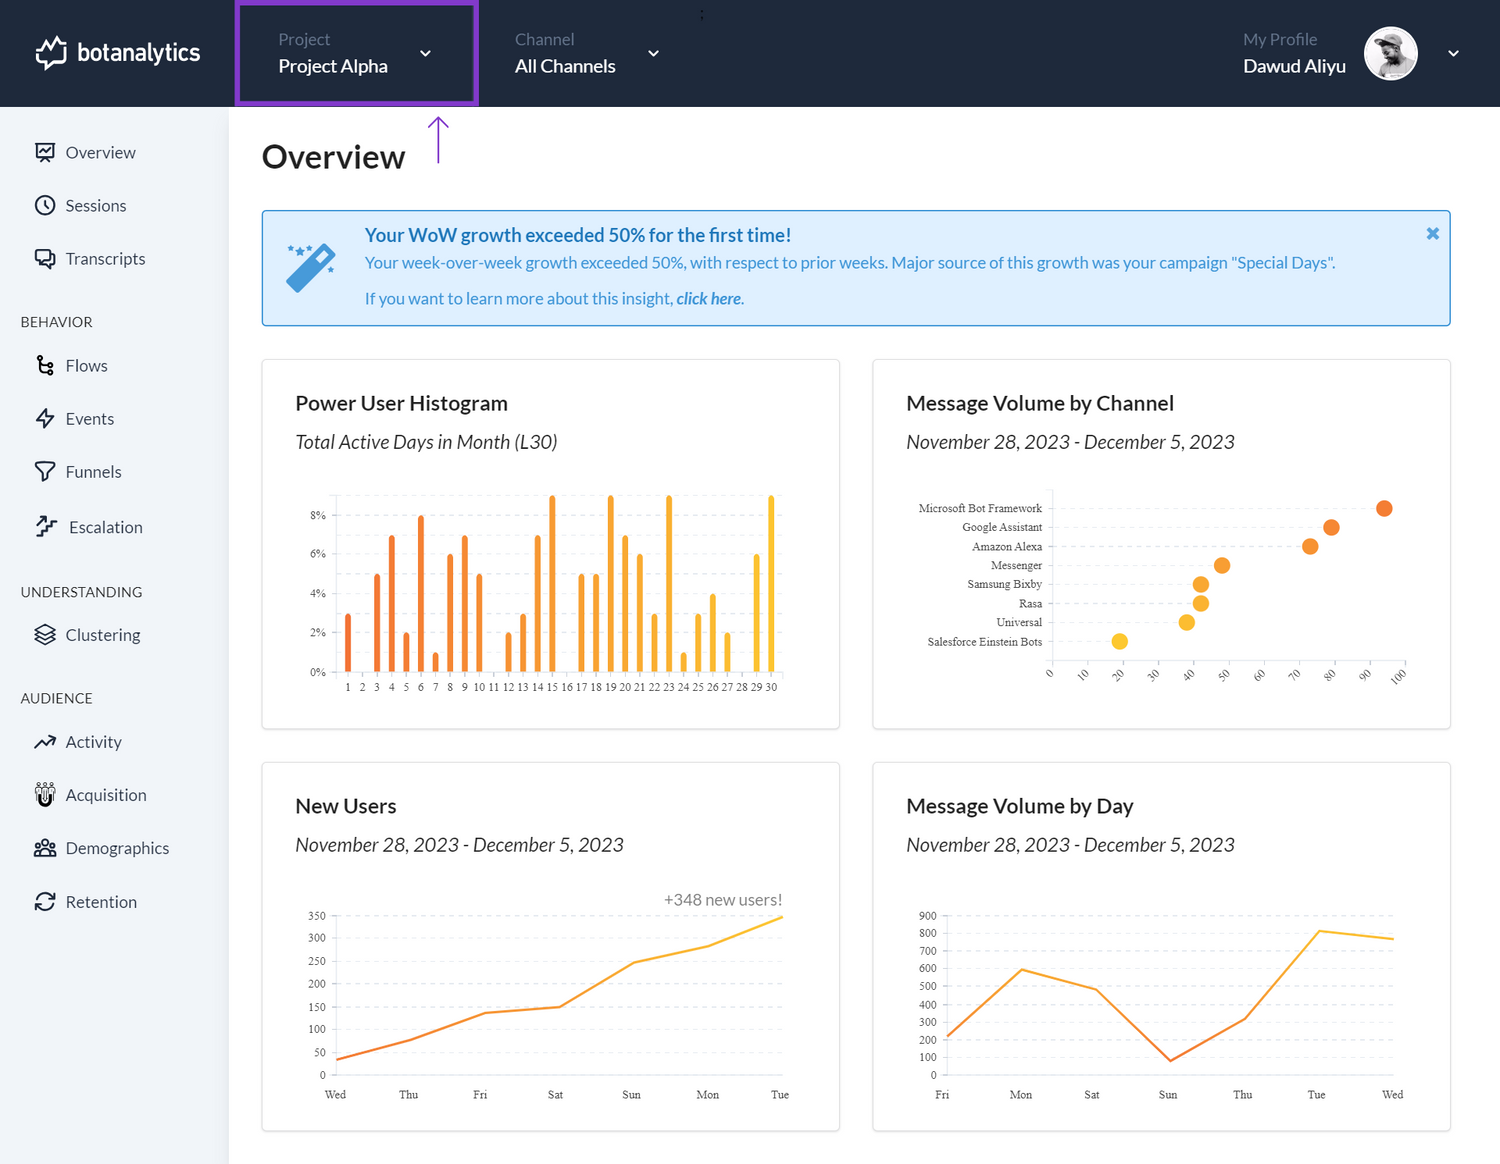 botanalytics
Project
Project Alpha
Channel
All Channels
;
My Profile
Dawud Aliyu
Overview
Sessions
Transcripts
BEHAVIOR
Flows
Events
Funnels
Escalation
UNDERSTANDING
Clustering
AUDIENCE
Activity
Acquisition
Demographics
Retention
Overview
Your WoW growth exceeded 50% for the first time!
Your week-over-week growth exceeded 50%, with respect to prior weeks. Major source of this growth was your campaign "Special Days".
If you want to learn more about this insight, click here.
Power User Histogram
Total Active Days in Month (L30)
8%
6%
4%
2%
0%
1 2 3 4 5 6 7 8 9 10 11 12 13 14 15 16 17 18 19 20 21 22 23 24 25 26 27 28 29 30
Message Volume by Channel
November 28, 2023 - December 5, 2023
Microsoft Bot Framework
Google Assistant
Amazon Alexa
Messenger
Samsung Bixby
Rasa
Universal
Salesforce Einstein Bots
0 10 20 30 40 50 60 70 80 90 100
New Users
November 28, 2023 - December 5, 2023
+348 new users!
350
300
250
200
150
100
50
0
Wed Thu Fri Sat Sun Mon Tue
Message Volume by Day
November 28, 2023 - December 5, 2023
900
800
700
600
500
400
300
200
100
0
Fri Mon Sat Sun Thu Tue Wed